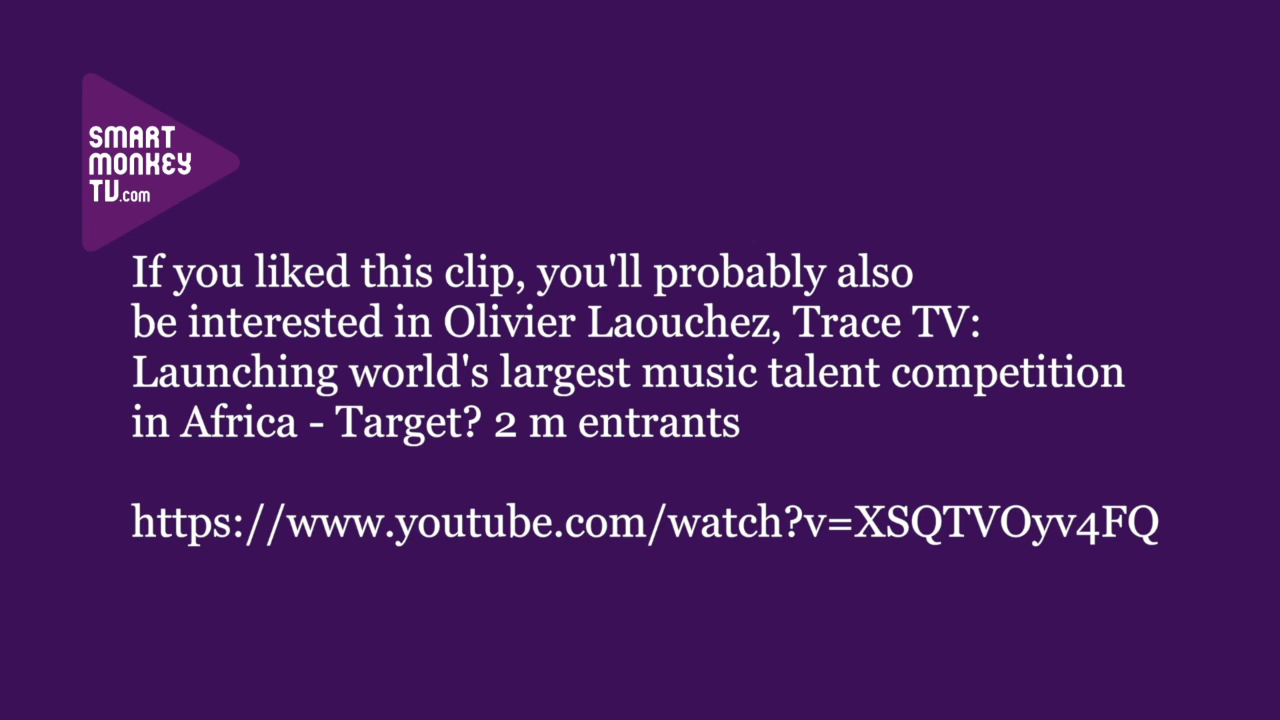 SMART
MONKEY
TV.com
If you liked this clip, you'll probably also
be interested in Olivier Laouchez, Trace TV:
Launching world's largest music talent competition
in Africa - Target? 2 m entrants
https://www.youtube.com/watch?v=XSQTVOyv4FQ